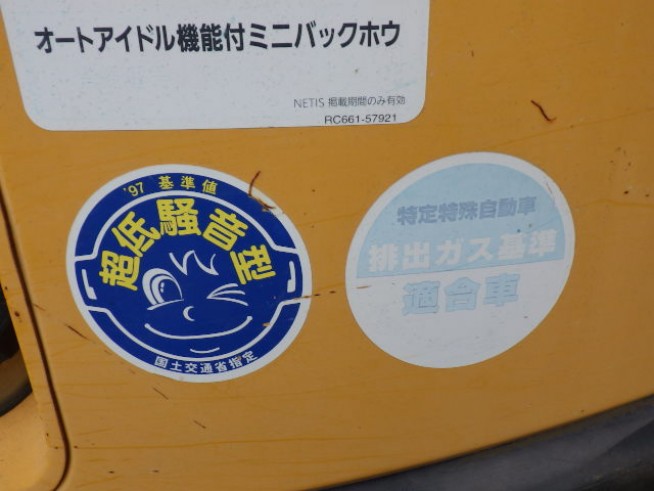 オートアイドル機能付ミニバックホウ
NETIS 掲載期間のみ有効
RC661-57921
'97 基準値
超低騒音型
国土交通省指定
特定特殊自動車
排出ガス基準
適合車